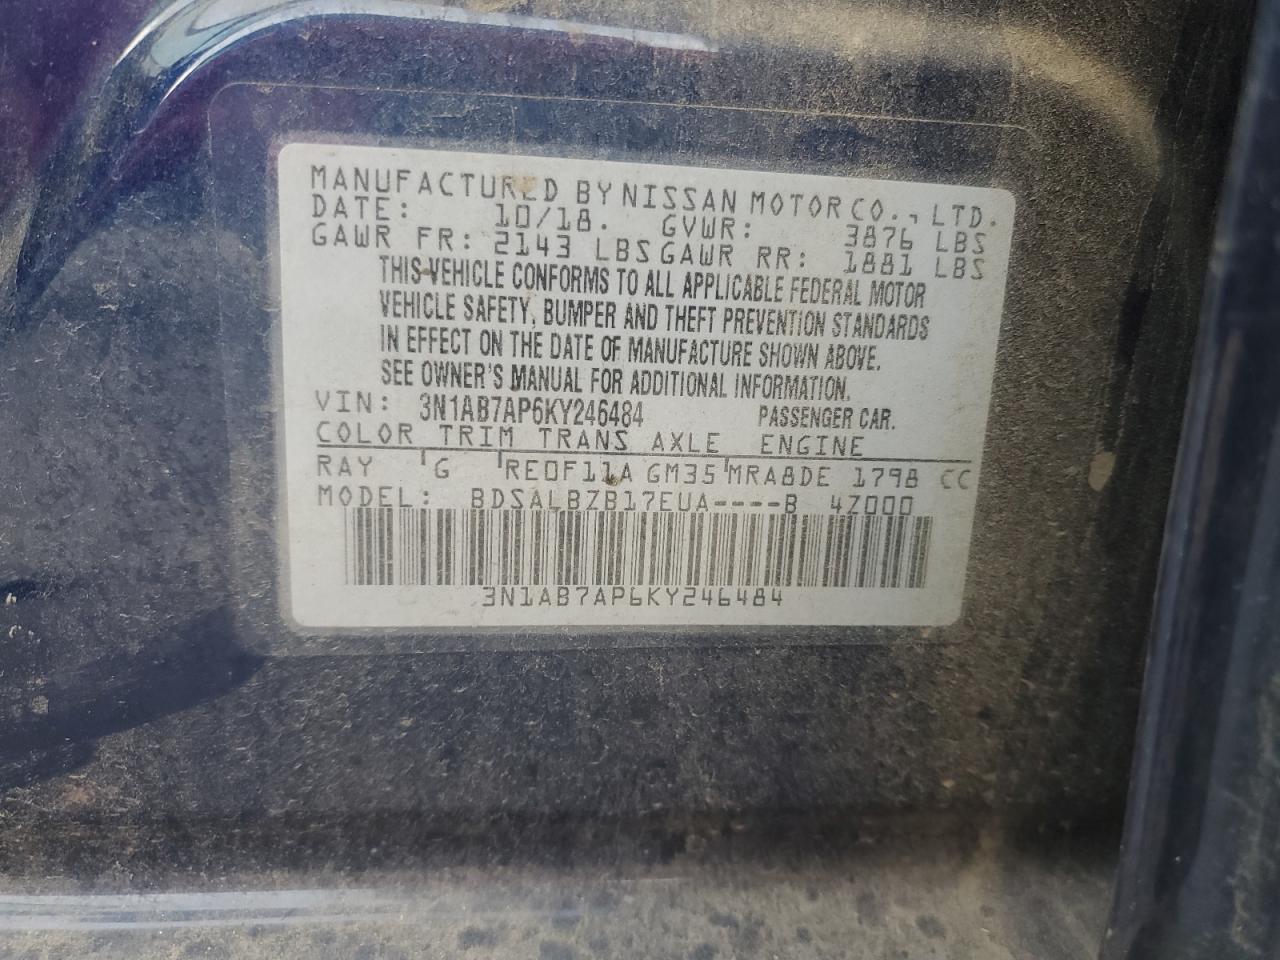 MANUFACTURED BY NISSAN MOTOR CO., LTD.
DATE: 10/18. GVWR: 3876 LBS
GAWR FR: 2143 LBS GAWR RR: 1881 LBS
THIS VEHICLE CONFORMS TO ALL APPLICABLE FEDERAL MOTOR
VEHICLE SAFETY, BUMPER AND THEFT PREVENTION STANDARDS
IN EFFECT ON THE DATE OF MANUFACTURE SHOWN ABOVE.
SEE OWNER'S MANUAL FOR ADDITIONAL INFORMATION.
VIN: 3N1AB7AP6KY246484 PASSENGER CAR.
COLOR TRIM TRANS AXLE ENGINE
RAY G RE0F11A GM35 MRA8DE 1798 CC
MODEL: BDSALBZB17EUA----B 4Z000
3N1AB7AP6KY246484